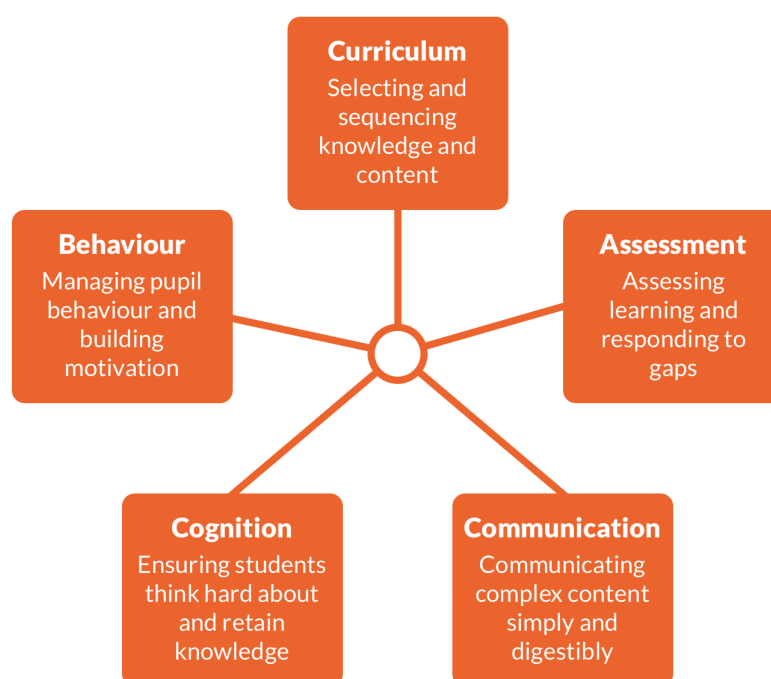 Curriculum
Selecting and
sequencing
knowledge and
content
Behaviour
Managing pupil
behaviour and
building
motivation
Assessment
Assessing
learning and
responding to
gaps
Cognition
Ensuring students
think hard about
and retain
knowledge
Communication
Communicating
complex content
simply and
digestibly